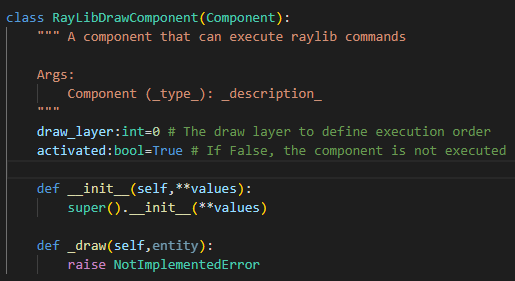 class RayLibDrawComponent(Component):
    """ A component that can execute raylib commands
    Args:
        Component (_type_): _description_
    """
    draw_layer:int=0 # The draw layer to define execution order
    activated:bool=True # If False, the component is not executed
    def __init__(self,**values):
        super().__init__(**values)
    def _draw(self,entity):
        raise NotImplementedError